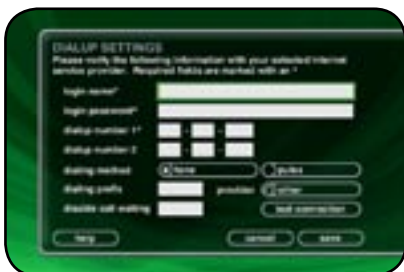 DIALUP SETTINGS
Please verify the following information with your selected internet
service provider. Required fields are marked with an *
login name*
login password*
dialup number 1*
dialup number 2
dialing method tone pulse
dialing prefix provider other
disable call waiting test connection
help cancel save